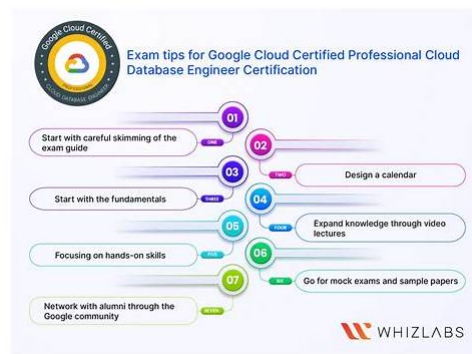 Google Cloud Certified
PROFESSIONAL
CLOUD DATABASE ENGINEER
Exam tips for Google Cloud Certified Professional Cloud
Database Engineer Certification
01
ONE
Start with careful skimming of the
exam guide
02
TWO
Design a calendar
03
THREE
Start with the fundamentals
04
FOUR
Expand knowledge through video
lectures
05
FIVE
Focusing on hands-on skills
06
SIX
Go for mock exams and sample papers
07
SEVEN
Network with alumni through the
Google community
WHIZLABS